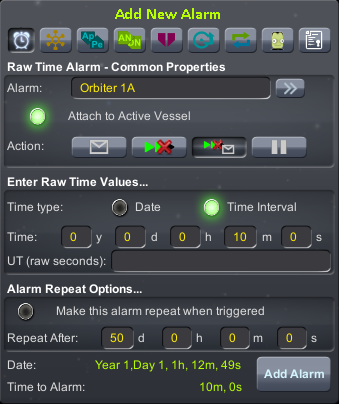 Add New Alarm
Ap Pe AN DN
Raw Time Alarm - Common Properties
Alarm: Orbiter 1A
Attach to Active Vessel
Action:
Enter Raw Time Values...
Time type: Date Time Interval
Time: 0 y 0 d 0 h 10 m 0 s
UT (raw seconds):
Alarm Repeat Options...
Make this alarm repeat when triggered
Repeat After: 50 d 0 h 0 m 0 s
Date: Year 1,Day 1, 1h, 12m, 49s
Time to Alarm: 10m, 0s
Add Alarm